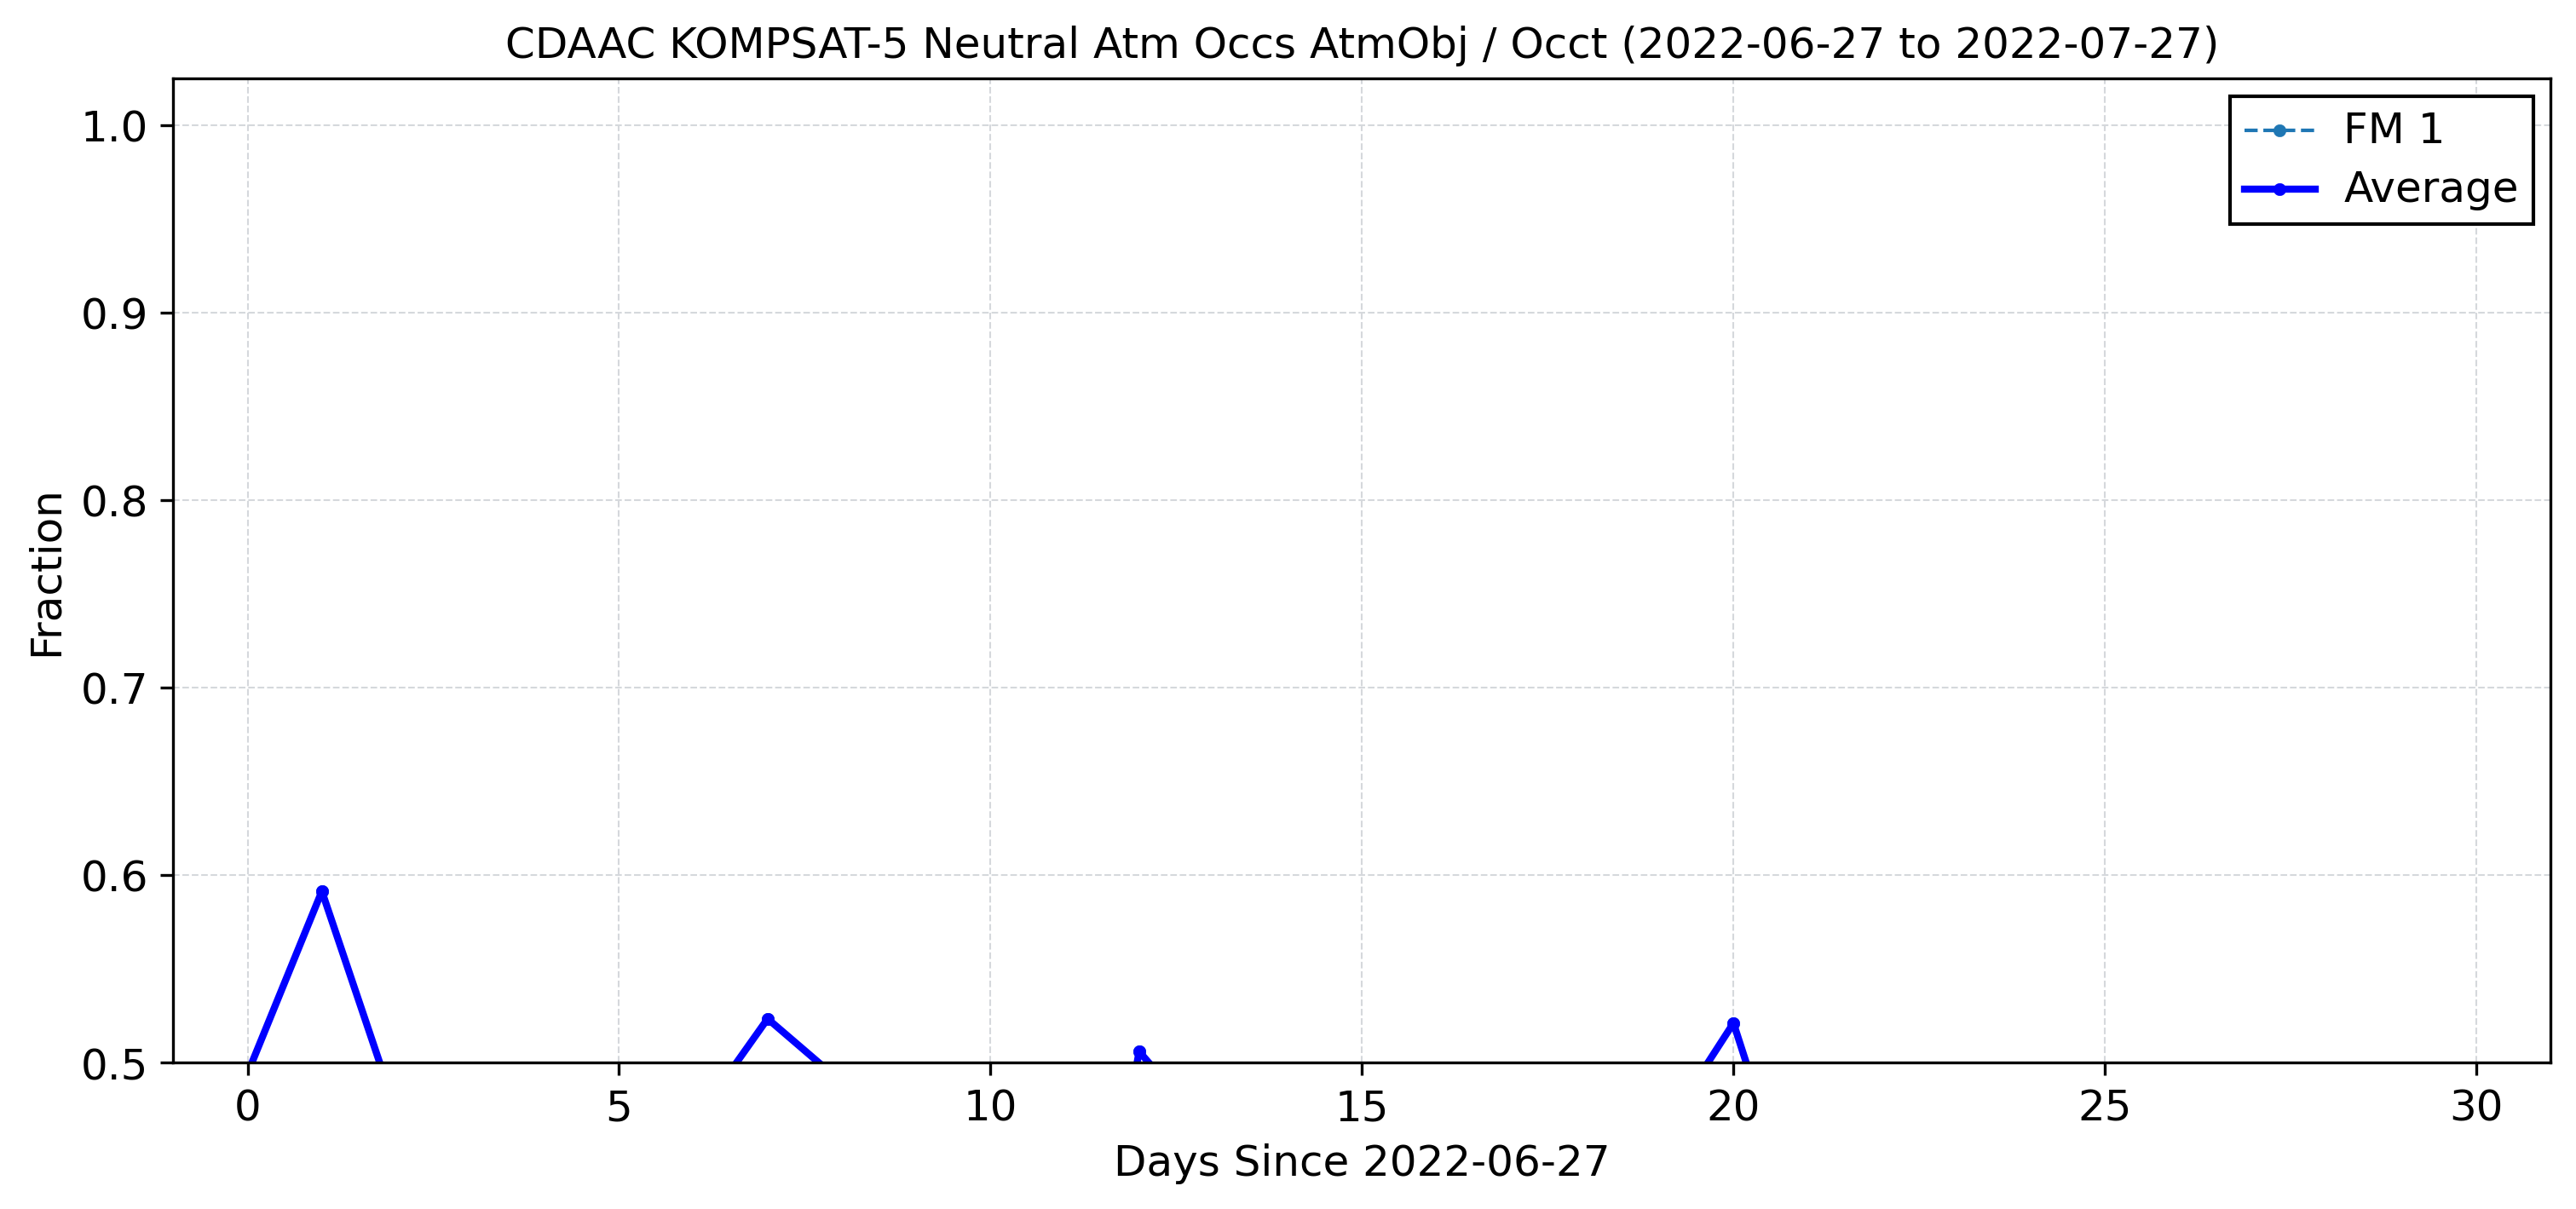 CDAAC KOMPSAT-5 Neutral Atm Occs AtmObj / Occt (2022-06-27 to 2022-07-27)
FM 1
Average
Fraction
1.0
0.9
0.8
0.7
0.6
0.5
0 5 10 15 20 25 30
Days Since 2022-06-27